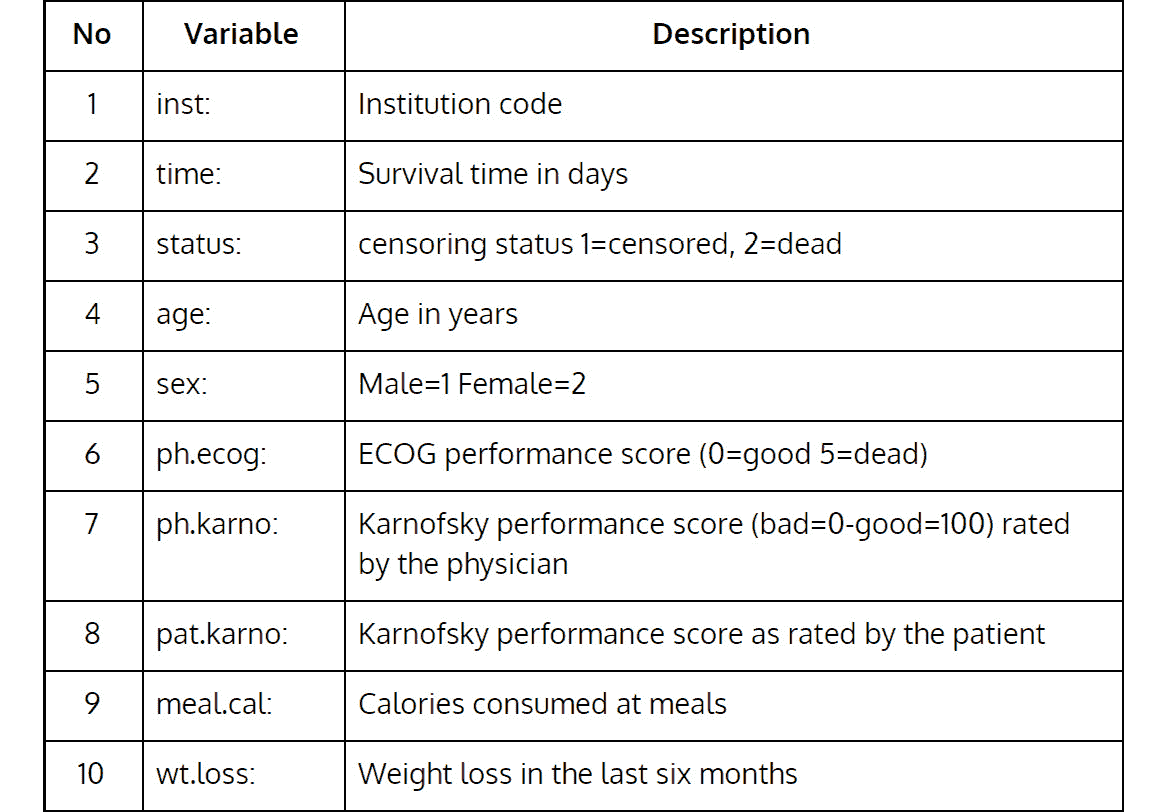 No Variable Description
1 inst: Institution code
2 time: Survival time in days
3 status: censoring status 1=censored, 2=dead
4 age: Age in years
5 sex: Male=1 Female=2
6 ph.ecog: ECOG performance score (0=good 5=dead)
7 ph.karno: Karnofsky performance score (bad=0-good=100) rated
by the physician
8 pat.karno: Karnofsky performance score as rated by the patient
9 meal.cal: Calories consumed at meals
10 wt.loss: Weight loss in the last six months